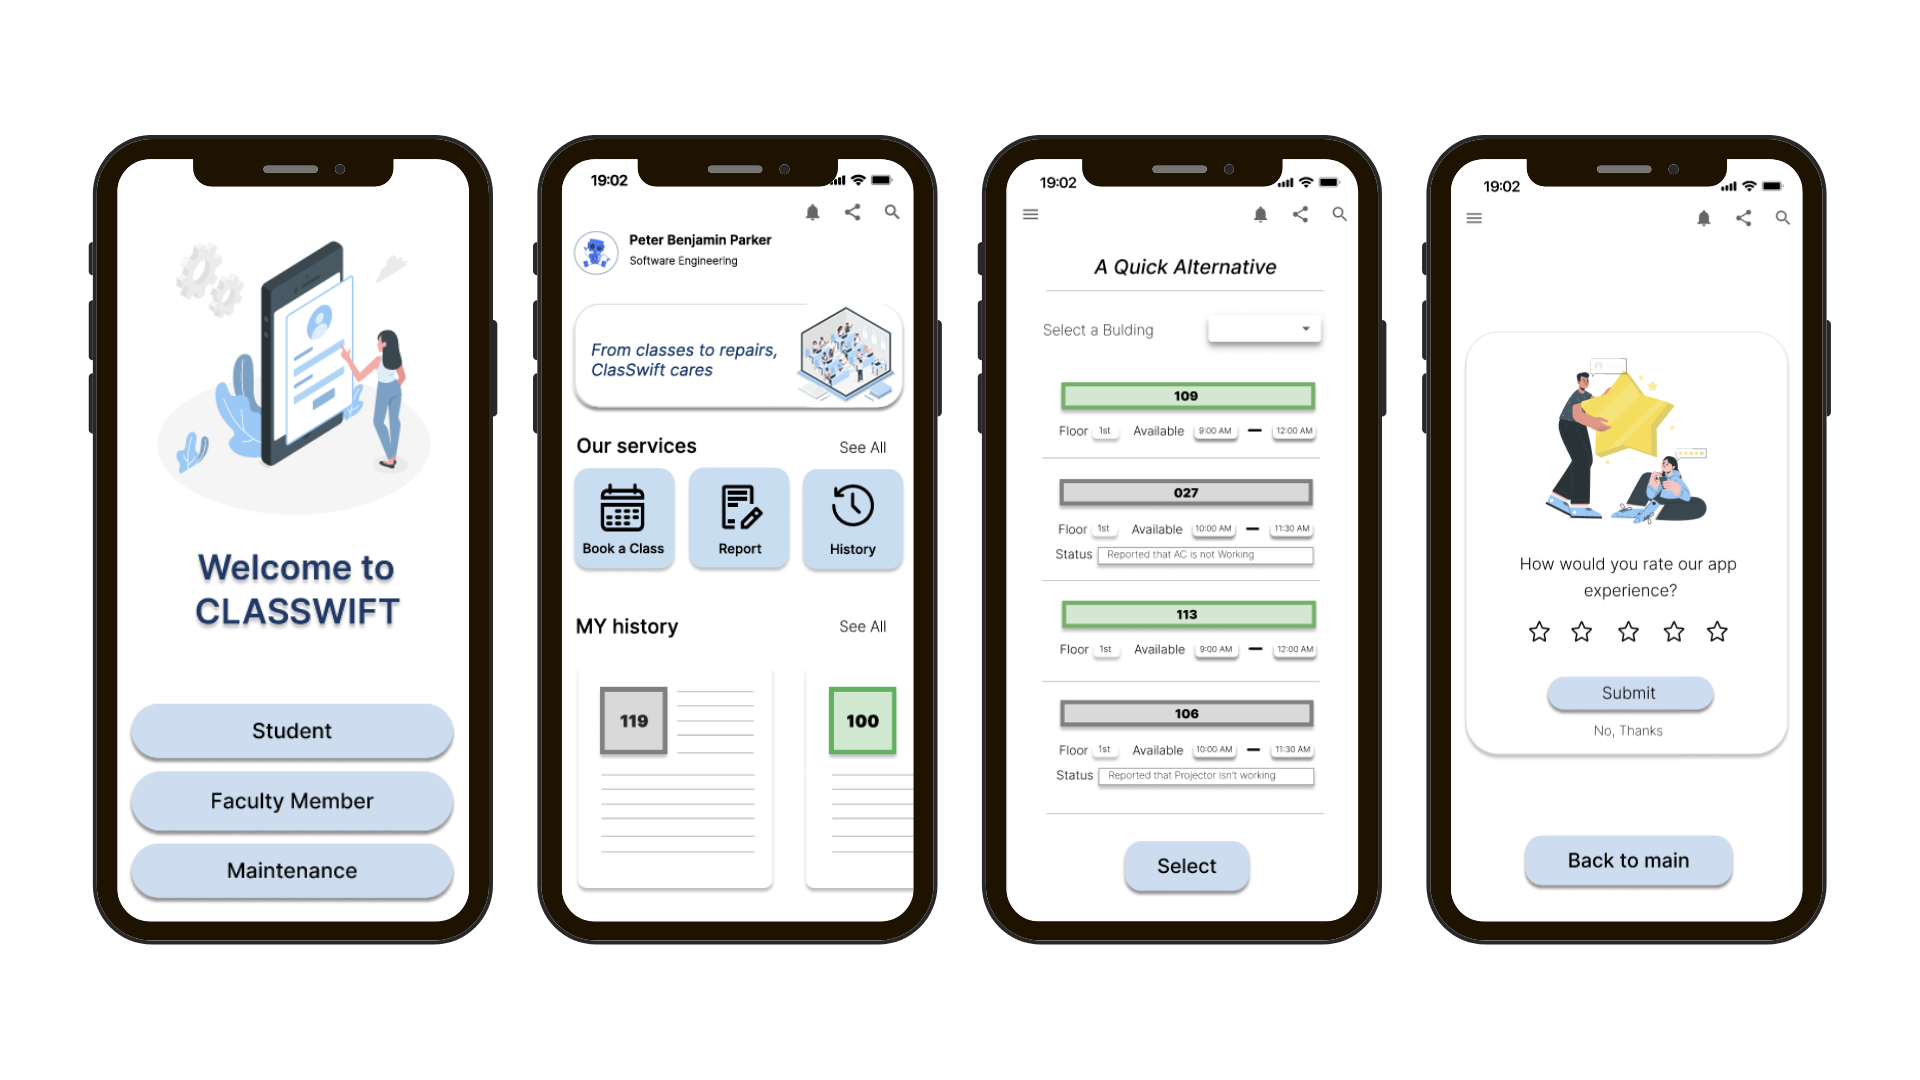 Welcome to
CLASSWIFT
Student
Faculty Member
Maintenance
19:02
Peter Benjamin Parker
Software Engineering
From classes to repairs,
ClasSwift cares
Our services
See All
Book a Class
Report
History
MY history
See All
119
100
19:02
A Quick Alternative
Select a Bulding
109
Floor 1st Available 9:00 AM — 12:00 AM
027
Floor 1st Available 10:00 AM — 11:30 AM
Status Reported that AC is not Working
113
Floor 1st Available 9:00 AM — 12:00 AM
106
Floor 1st Available 10:00 AM — 11:30 AM
Status Reported that Projector isn't working
Select
19:02
How would you rate our app
experience?
Submit
No, Thanks
Back to main